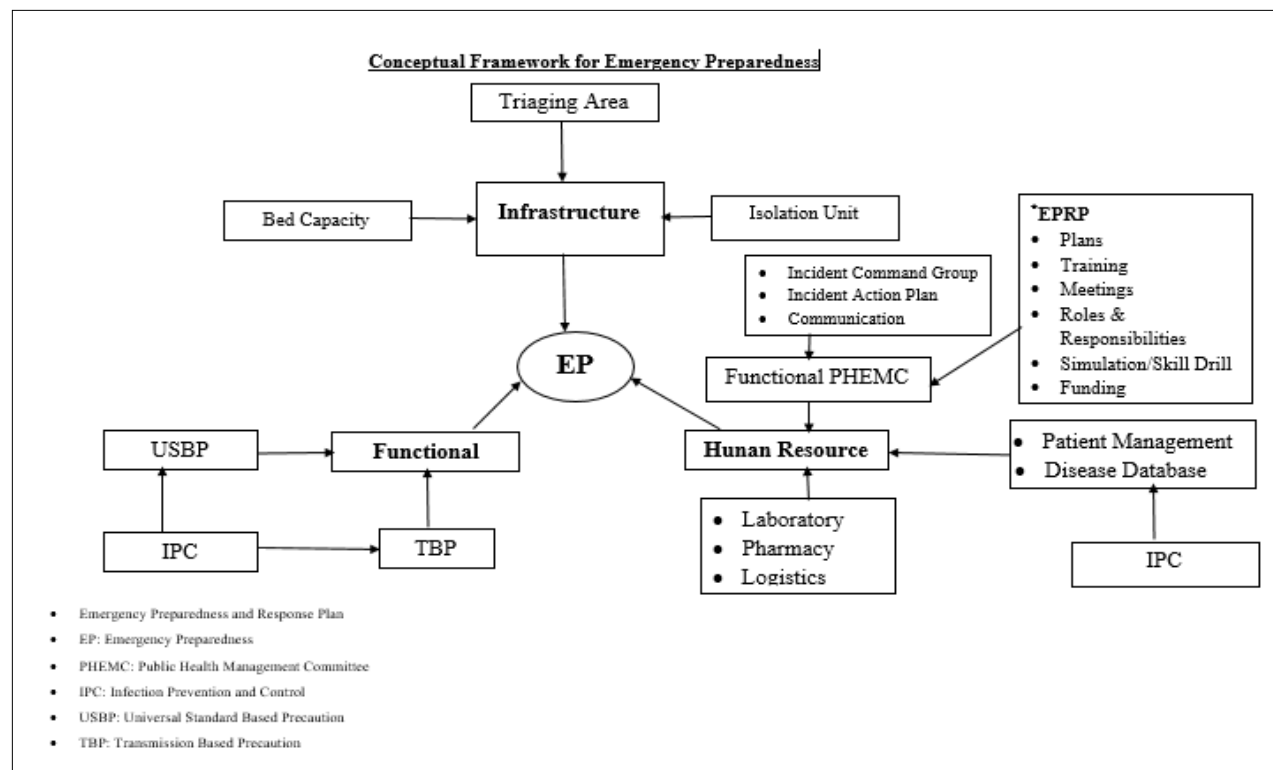 Conceptual Framework for Emergency Preparedness
Triaging Area
Bed Capacity
Infrastructure
Isolation Unit
*EPRP
• Plans
• Training
• Meetings
• Roles &
Responsibilities
• Simulation/Skill Drill
• Funding
• Incident Command Group
• Incident Action Plan
• Communication
EP
Functional PHEMC
USBP
Functional
Hunan Resource
• Patient Management
• Disease Database
IPC
TBP
• Laboratory
• Pharmacy
• Logistics
IPC
• Emergency Preparedness and Response Plan
• EP: Emergency Preparedness
• PHEMC: Public Health Management Committee
• IPC: Infection Prevention and Control
• USBP: Universal Standard Based Precaution
• TBP: Transmission Based Precaution